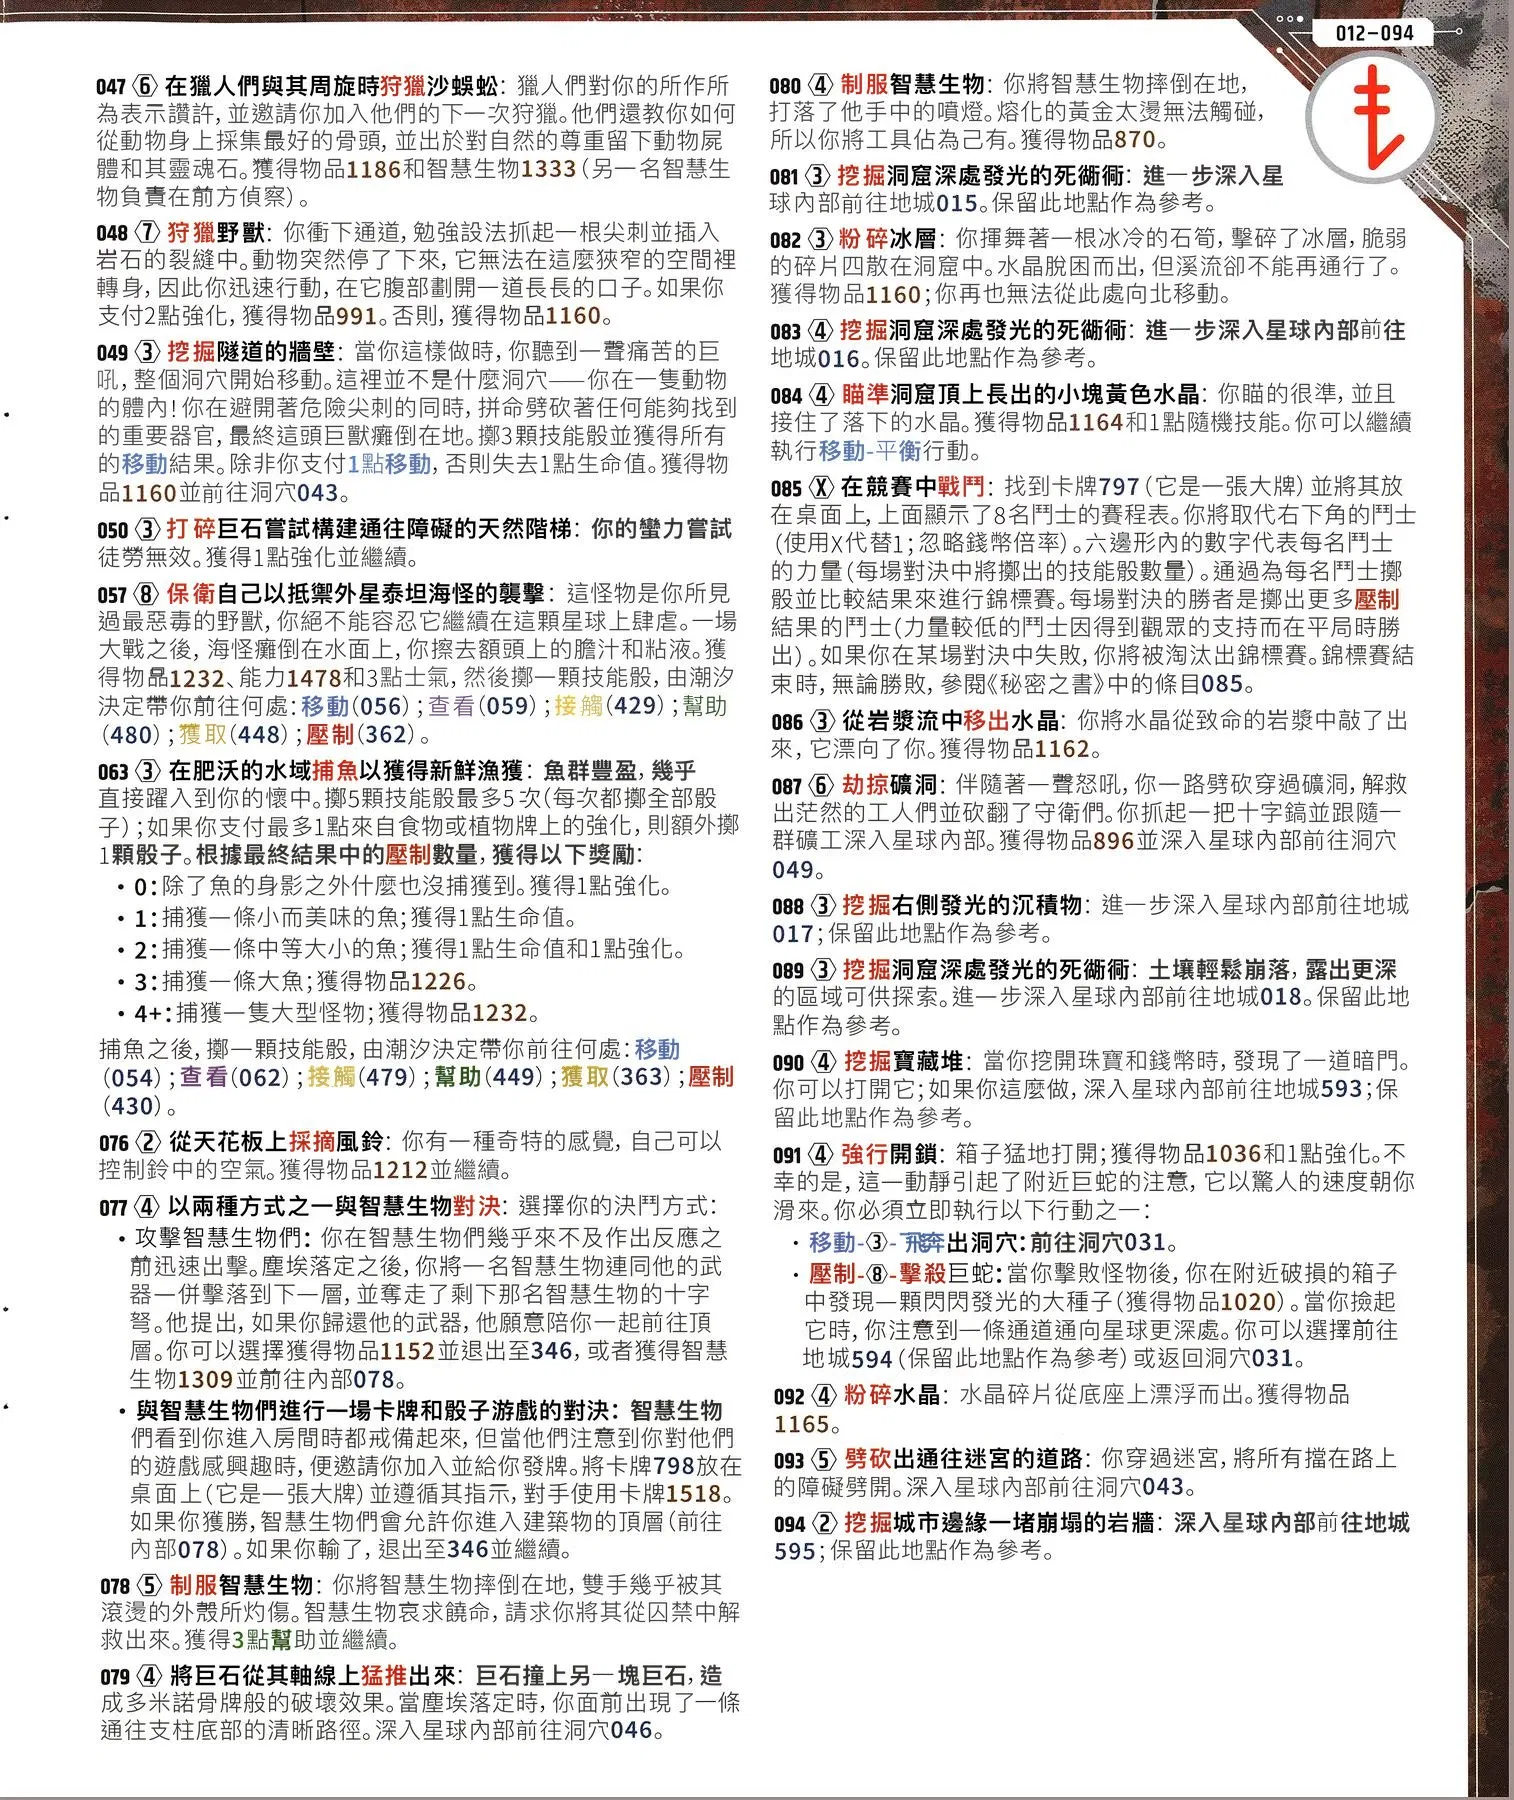 012–094
047 6 在獵人們與其周旋時狩獵沙蜈蚣：獵人們對你的所作所
為表示讚許，並邀請你加入他們的下一次狩獵。他們還教你如何
從動物身上採集最好的骨頭，並出於對自然的尊重留下動物屍
體和其靈魂石。獲得物品1186和智慧生物1333（另一名智慧生
物負責在前方偵察）。
048 7 狩獵野獸：你衝下通道，勉強設法抓起一根尖刺並插入
岩石的裂縫中。動物突然停了下來，它無法在這麼狹窄的空間裡
轉身，因此你迅速行動，在它腹部劃開一道長長的口子。如果你
支付2點強化，獲得物品991。否則，獲得物品1160。
049 3 挖掘隧道的牆壁：當你這樣做時，你聽到一聲痛苦的巨
吼，整個洞穴開始移動。這裡並不是什麼洞穴——你在一隻動物
的體內！你在避開著危險尖刺的同時，拼命劈砍著任何能夠找到
的重要器官，最終這頭巨獸癱倒在地。擲3顆技能骰並獲得所有
的移動結果。除非你支付1點移動，否則失去1點生命值。獲得物
品1160並前往洞穴043。
050 3 打碎巨石嘗試構建通往障礙的天然階梯：你的蠻力嘗試
徒勞無效。獲得1點強化並繼續。
057 8 保衛自己以抵禦外星泰坦海怪的襲擊：這怪物是你所見
過最惡毒的野獸，你絕不能容忍它繼續在這顆星球上肆虐。一場
大戰之後，海怪癱倒在水面上，你擦去額頭上的膽汁和粘液。獲
得物品1232、能力1478和3點士氣，然後擲一顆技能骰，由潮汐
決定帶你前往何處：移動（056）；查看（059）；接觸（429）；幫助
（480）；獲取（448）；壓制（362）。
063 3 在肥沃的水域捕魚以獲得新鮮漁獲：魚群豐盈，幾乎
直接躍入到你的懷中。擲5顆技能骰最多5次（每次都擲全部骰
子）；如果你支付最多1點來自食物或植物牌上的強化，則額外擲
1顆骰子。根據最終結果中的壓制數量，獲得以下獎勵：
• 0：除了魚的身影之外什麼也沒捕獲到。獲得1點強化。
• 1：捕獲一條小而美味的魚；獲得1點生命值。
• 2：捕獲一條中等大小的魚；獲得1點生命值和1點強化。
• 3：捕獲一條大魚；獲得物品1226。
• 4+：捕獲一隻大型怪物；獲得物品1232。
捕魚之後，擲一顆技能骰，由潮汐決定帶你前往何處：移動
（054）；查看（062）；接觸（479）；幫助（449）；獲取（363）；壓制
（430）。
076 2 從天花板上採摘風鈴：你有一種奇特的感覺，自己可以
控制鈴中的空氣。獲得物品1212並繼續。
077 4 以兩種方式之一與智慧生物對決：選擇你的決鬥方式：
• 攻擊智慧生物們：你在智慧生物們幾乎來不及作出反應之
前迅速出擊。塵埃落定之後，你將一名智慧生物連同他的武
器一併擊落到下一層，並奪走了剩下那名智慧生物的十字
弩。他提出，如果你歸還他的武器，他願意陪你一起前往頂
層。你可以選擇獲得物品1152並退出至346，或者獲得智慧
生物1309並前往內部078。
• 與智慧生物們進行一場卡牌和骰子游戲的對決：智慧生物
們看到你進入房間時都戒備起來，但當他們注意到你對他們
的遊戲感興趣時，便邀請你加入並給你發牌。將卡牌798放在
桌面上（它是一張大牌）並遵循其指示，對手使用卡牌1518。
如果你獲勝，智慧生物們會允許你進入建築物的頂層（前往
內部078）。如果你輸了，退出至346並繼續。
078 5 制服智慧生物：你將智慧生物摔倒在地，雙手幾乎被其
滾燙的外殼所灼傷。智慧生物哀求饒命，請求你將其從囚禁中解
救出來。獲得3點幫助並繼續。
079 4 將巨石從其軸線上猛推出來：巨石撞上另一塊巨石，造
成多米諾骨牌般的破壞效果。當塵埃落定時，你面前出現了一條
通往支柱底部的清晰路徑。深入星球內部前往洞穴046。
080 4 制服智慧生物：你將智慧生物摔倒在地，
打落了他手中的噴燈。熔化的黃金太燙無法觸碰，
所以你將工具佔為己有。獲得物品870。
081 3 挖掘洞窟深處發光的死衚衕：進一步深入星
球內部前往地城015。保留此地點作為參考。
082 3 粉碎冰層：你揮舞著一根冰冷的石筍，擊碎了冰層，脆弱
的碎片四散在洞窟中。水晶脫困而出，但溪流卻不能再通行了。
獲得物品1160；你再也無法從此處向北移動。
083 4 挖掘洞窟深處發光的死衚衕：進一步深入星球內部前往
地城016。保留此地點作為參考。
084 4 瞄準洞窟頂上長出的小塊黃色水晶：你瞄的很準，並且
接住了落下的水晶。獲得物品1164和1點隨機技能。你可以繼續
執行移動-平衡行動。
085 X 在競賽中戰鬥：找到卡牌797（它是一張大牌）並將其放
在桌面上，上面顯示了8名鬥士的賽程表。你將取代右下角的鬥士
（使用X代替1；忽略錢幣倍率）。六邊形內的數字代表每名鬥士
的力量（每場對決中將擲出的技能骰數量）。通過為每名鬥士擲
骰並比較結果來進行錦標賽。每場對決的勝者是擲出更多壓制
結果的鬥士（力量較低的鬥士因得到觀眾的支持而在平局時勝
出）。如果你在某場對決中失敗，你將被淘汰出錦標賽。錦標賽結
束時，無論勝敗，參閱《秘密之書》中的條目085。
086 3 從岩漿流中移出水晶：你將水晶從致命的岩漿中敲了出
來，它漂向了你。獲得物品1162。
087 6 劫掠礦洞：伴隨著一聲怒吼，你一路劈砍穿過礦洞，解救
出茫然的工人們並砍翻了守衛們。你抓起一把十字鎬並跟隨一
群礦工深入星球內部。獲得物品896並深入星球內部前往洞穴
049。
088 3 挖掘右側發光的沉積物：進一步深入星球內部前往地城
017；保留此地點作為參考。
089 3 挖掘洞窟深處發光的死衚衕：土壤輕鬆崩落，露出更深
的區域可供探索。進一步深入星球內部前往地城018。保留此地
點作為參考。
090 4 挖掘寶藏堆：當你挖開珠寶和錢幣時，發現了一道暗門。
你可以打開它；如果你這麼做，深入星球內部前往地城593；保
留此地點作為參考。
091 4 強行開鎖：箱子猛地打開；獲得物品1036和1點強化。不
幸的是，這一動靜引起了附近巨蛇的注意，它以驚人的速度朝你
滑來。你必須立即執行以下行動之一：
• 移動-3-飛奔出洞穴：前往洞穴031。
• 壓制-8-擊殺巨蛇：當你擊敗怪物後，你在附近破損的箱子
中發現一顆閃閃發光的大種子（獲得物品1020）。當你撿起
它時，你注意到一條通道通向星球更深處。你可以選擇前往
地城594（保留此地點作為參考）或返回洞穴031。
092 4 粉碎水晶：水晶碎片從底座上漂浮而出。獲得物品
1165。
093 5 劈砍出通往迷宮的道路：你穿過迷宮，將所有擋在路上
的障礙劈開。深入星球內部前往洞穴043。
094 2 挖掘城市邊緣一堵崩塌的岩牆：深入星球內部前往地城
595；保留此地點作為參考。